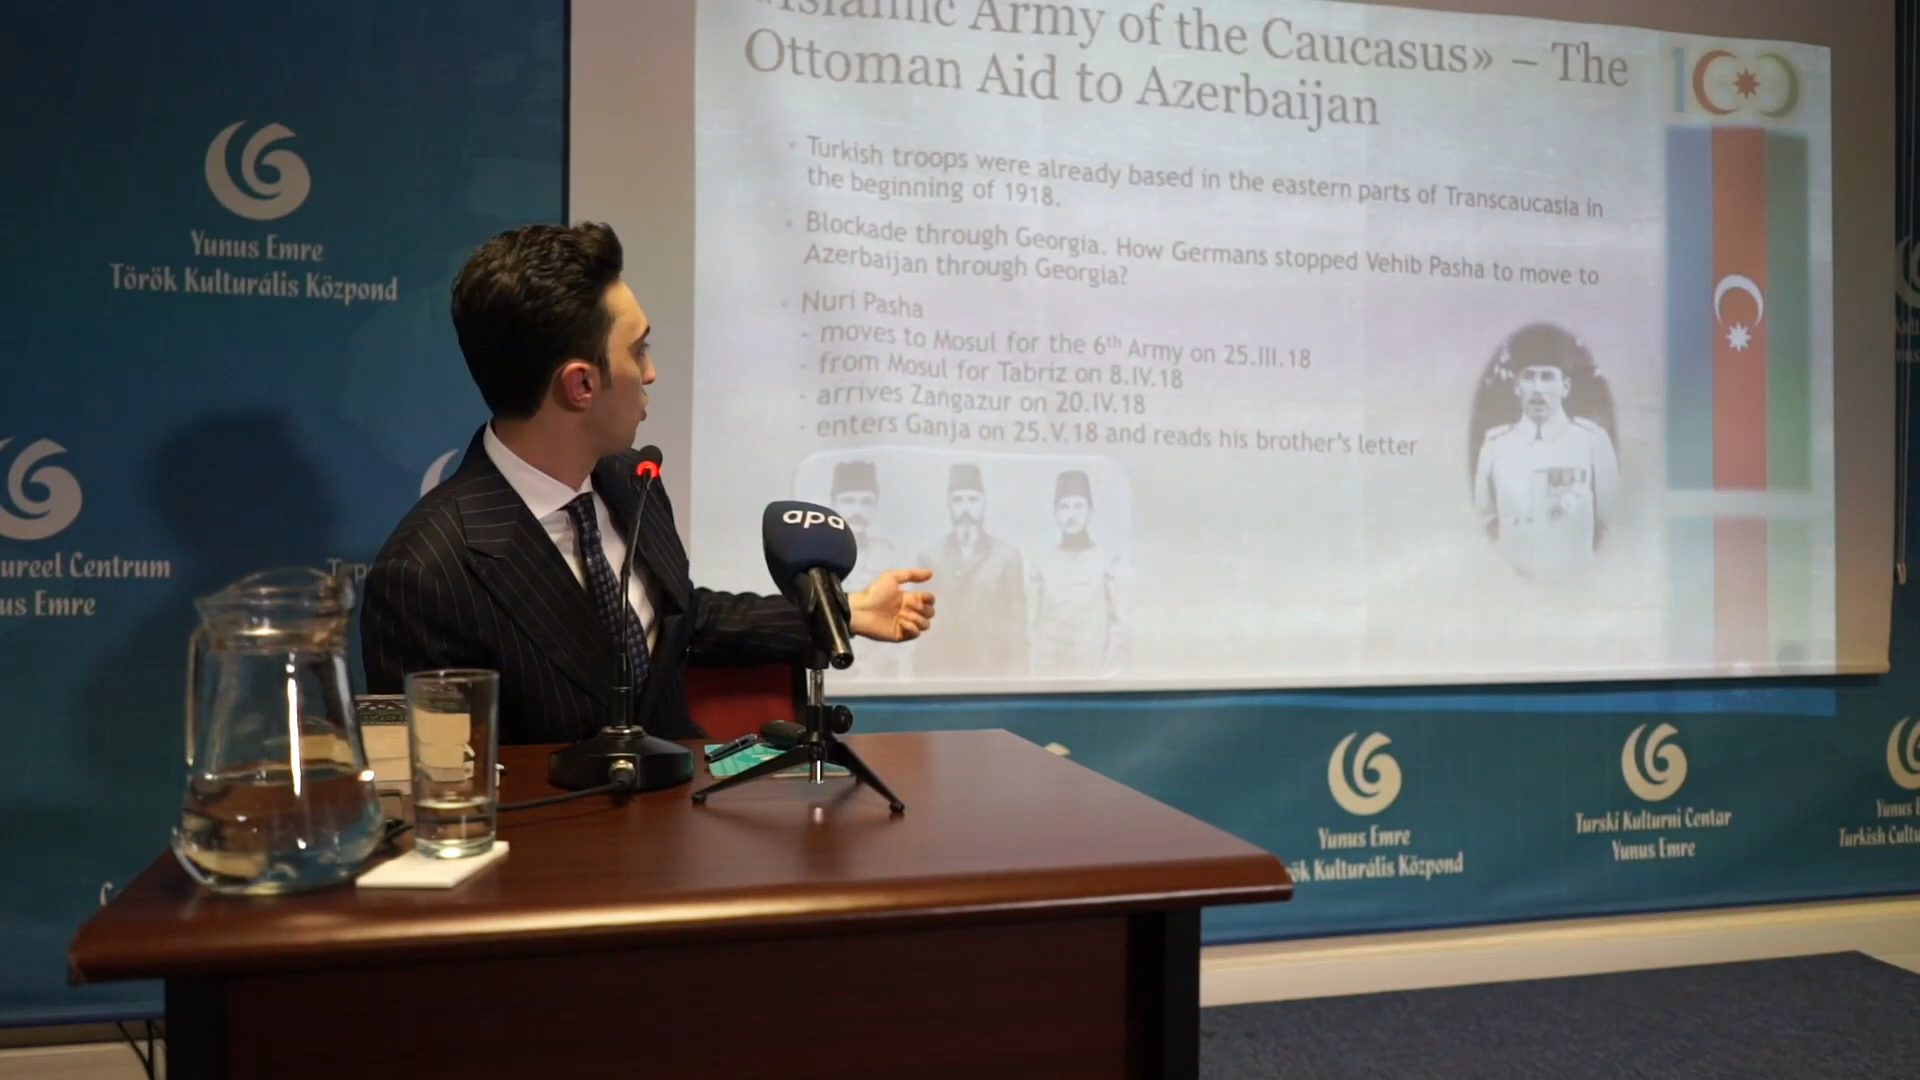 Islamic Army of the Caucasus» – The
Ottoman Aid to Azerbaijan
100
• Turkish troops were already based in the eastern parts of Transcaucasia in
the beginning of 1918.
• Blockade through Georgia. How Germans stopped Vehib Pasha to move to
Azerbaijan through Georgia?
• Nuri Pasha
- moves to Mosul for the 6th Army on 25.III.18
- from Mosul for Tabriz on 8.IV.18
- arrives Zangazur on 20.IV.18
- enters Ganja on 25.V.18 and reads his brother's letter
Yunus Emre
Török Kulturális Központ
ureel Centrum
us Emre
apa
Yunus Emre
ök Kulturális Központ
Turski Kulturni Centar
Yunus Emre
Yunus
Turkish Cultu